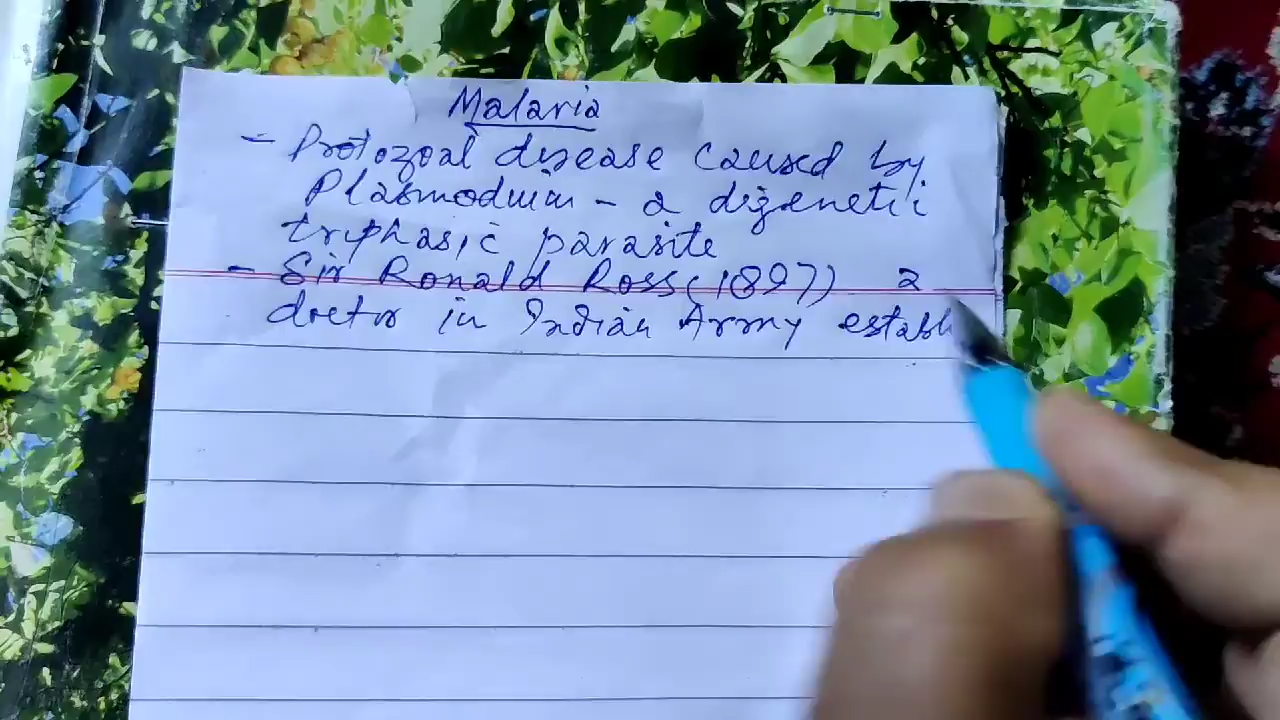 Malaria
- Protozoal disease caused by
Plasmodium - a digenetic
triphasic parasite
- Sir Ronald Ross (1897) a
doctor in Indian Army establ